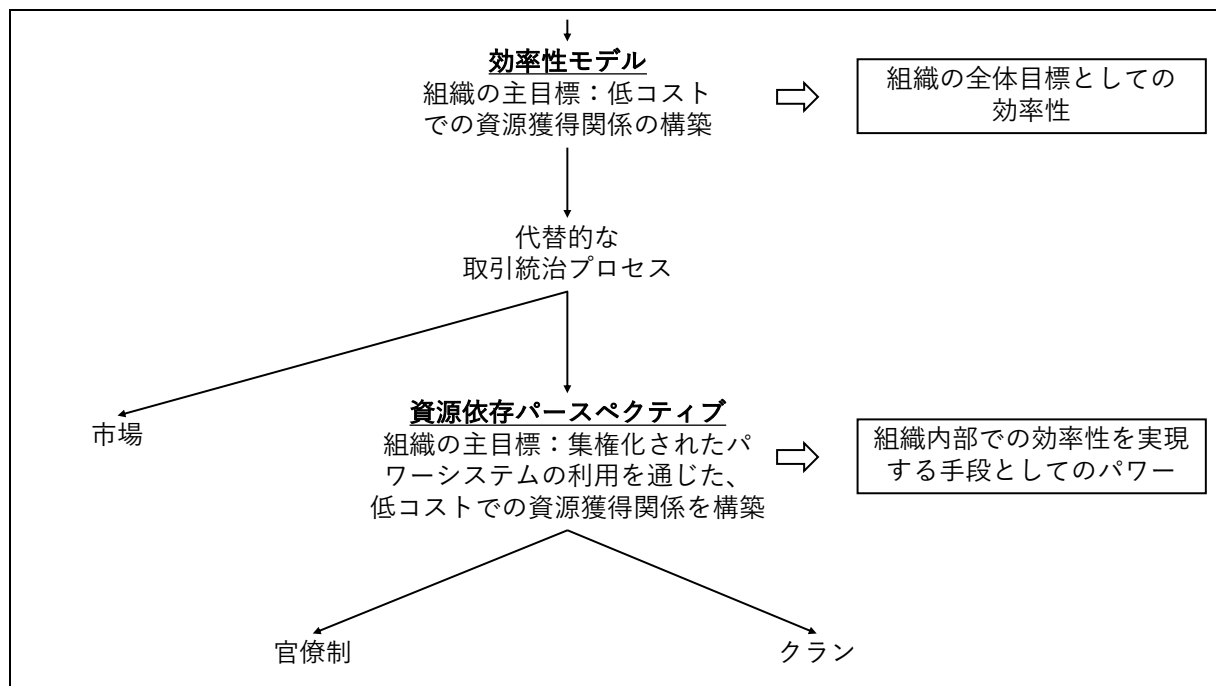 効率性モデル
組織の主目標：低コスト
での資源獲得関係の構築
組織の全体目標としての
効率性
代替的な
取引統治プロセス
市場
資源依存パースペクティブ
組織の主目標：集権化されたパ
ワーシステムの利用を通じた、
低コストでの資源獲得関係を構築
組織内部での効率性を実現
する手段としてのパワー
官僚制
クラン